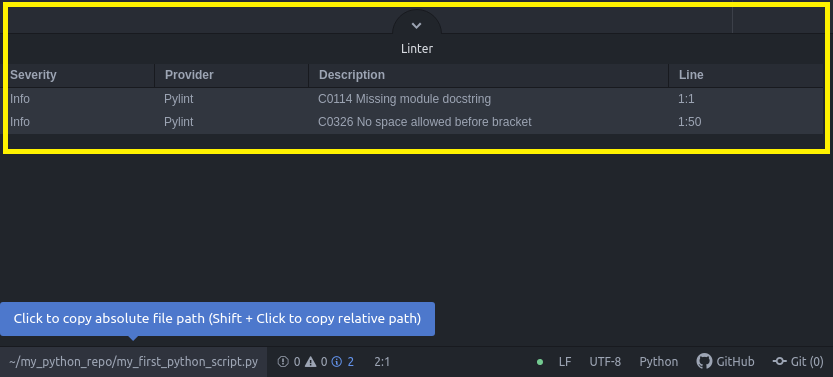 Linter
Severity Provider Description Line
Info Pylint C0114 Missing module docstring 1:1
Info Pylint C0326 No space allowed before bracket 1:50
Click to copy absolute file path (Shift + Click to copy relative path)
~/my_python_repo/my_first_python_script.py 0 0 2 2:1 LF UTF-8 Python GitHub Git (0)